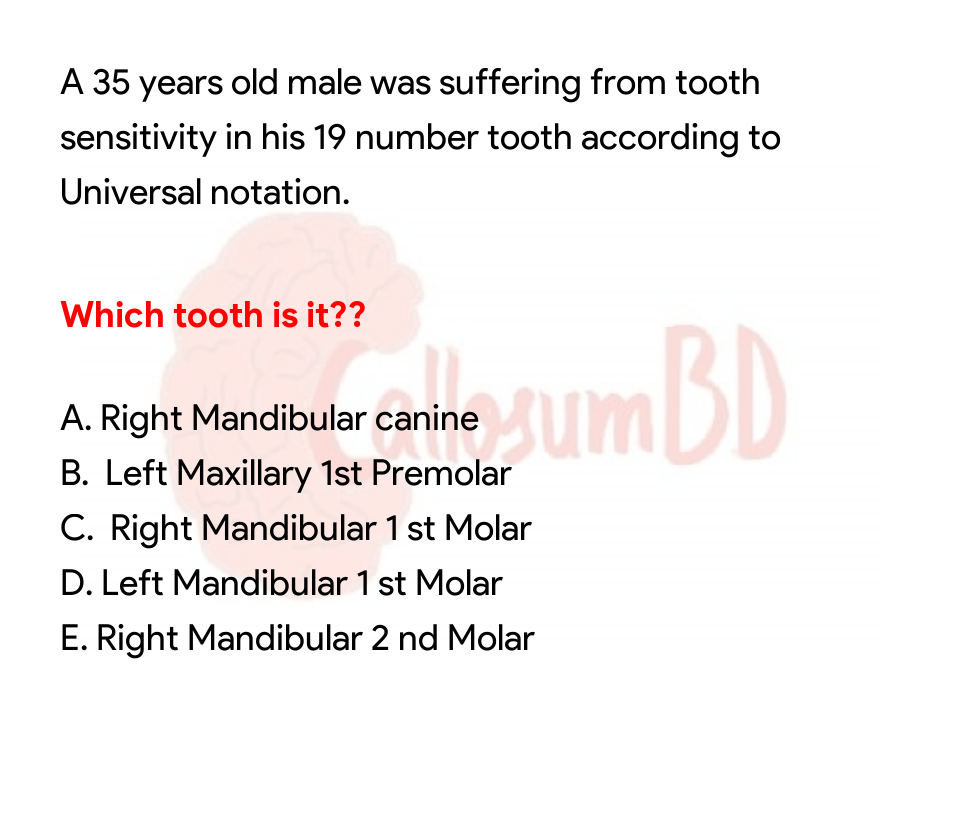 A 35 years old male was suffering from tooth
sensitivity in his 19 number tooth according to
Universal notation.
Which tooth is it??
CallosumBD
A. Right Mandibular canine
B. Left Maxillary 1st Premolar
C. Right Mandibular 1 st Molar
D. Left Mandibular 1 st Molar
E. Right Mandibular 2 nd Molar